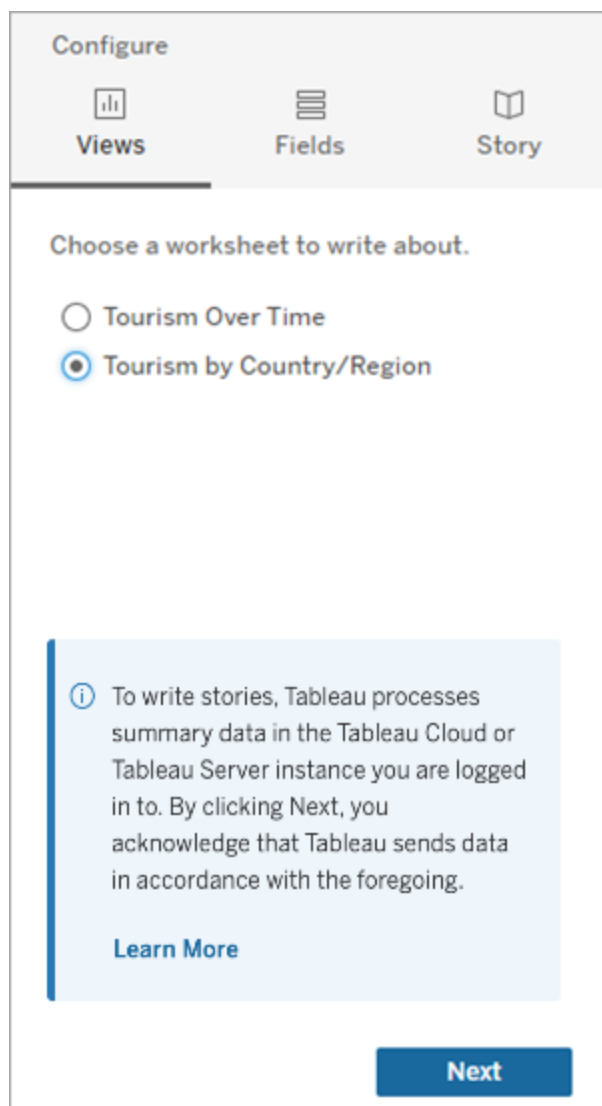 Configure
Views Fields Story
Choose a worksheet to write about.
Tourism Over Time
Tourism by Country/Region
To write stories, Tableau processes
summary data in the Tableau Cloud or
Tableau Server instance you are logged
in to. By clicking Next, you
acknowledge that Tableau sends data
in accordance with the foregoing.
Learn More
Next